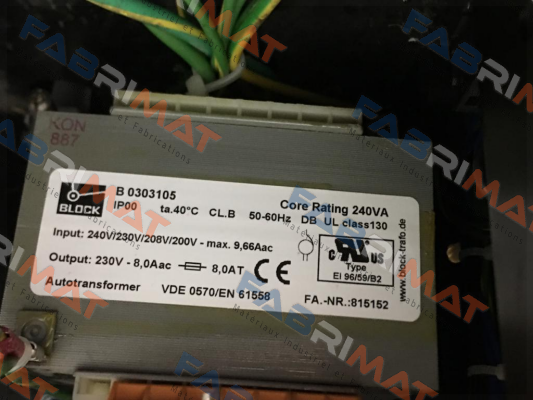 KON
887
B 0303105
IP00 ta.40°C CL.B 50-60Hz DB UL class130
Core Rating 240VA
BLOCK
Input: 240V/230V/208V/200V - max. 9,66Aac
Output: 230V - 8,0Aac 8,0AT CE
Autotransformer VDE 0570/EN 61558
C RU US
Type
EI 96/59/B2
FA.-NR.:815152
www.block-trafo.de
FABRIMAT